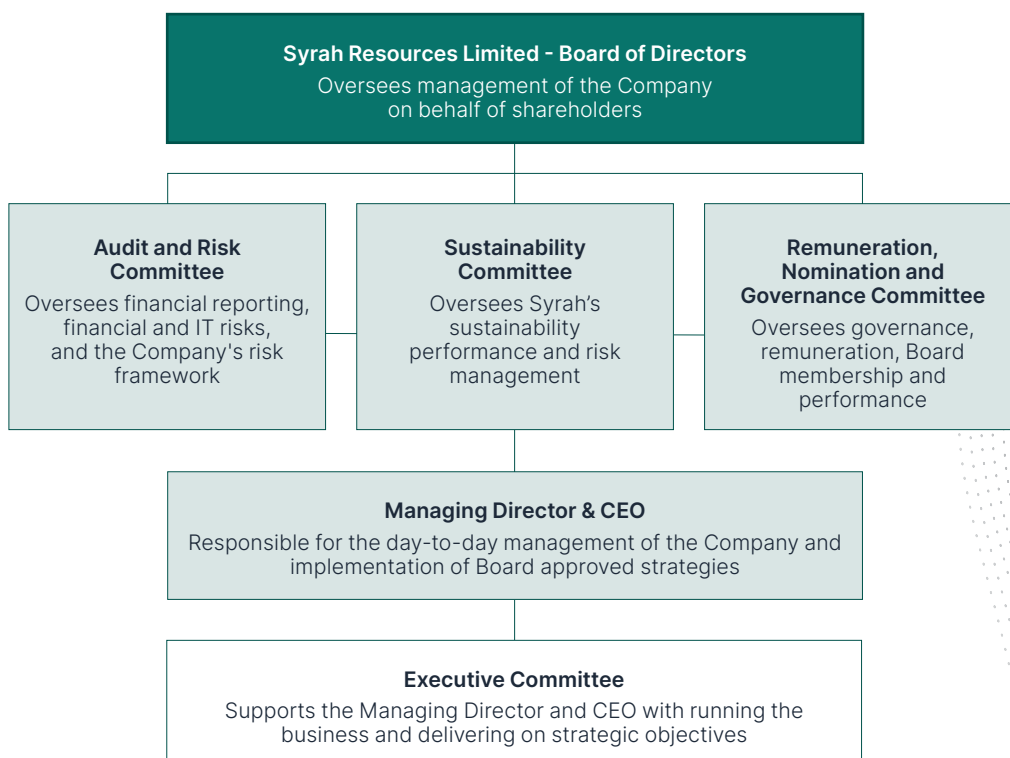 Syrah Resources Limited - Board of Directors
Oversees management of the Company
on behalf of shareholders
Audit and Risk
Committee
Oversees financial reporting,
financial and IT risks,
and the Company's risk
framework
Sustainability
Committee
Oversees Syrah’s
sustainability
performance and risk
management
Remuneration,
Nomination and
Governance Committee
Oversees governance,
remuneration, Board
membership and
performance
Managing Director & CEO
Responsible for the day-to-day management of the Company and
implementation of Board approved strategies
Executive Committee
Supports the Managing Director and CEO with running the
business and delivering on strategic objectives